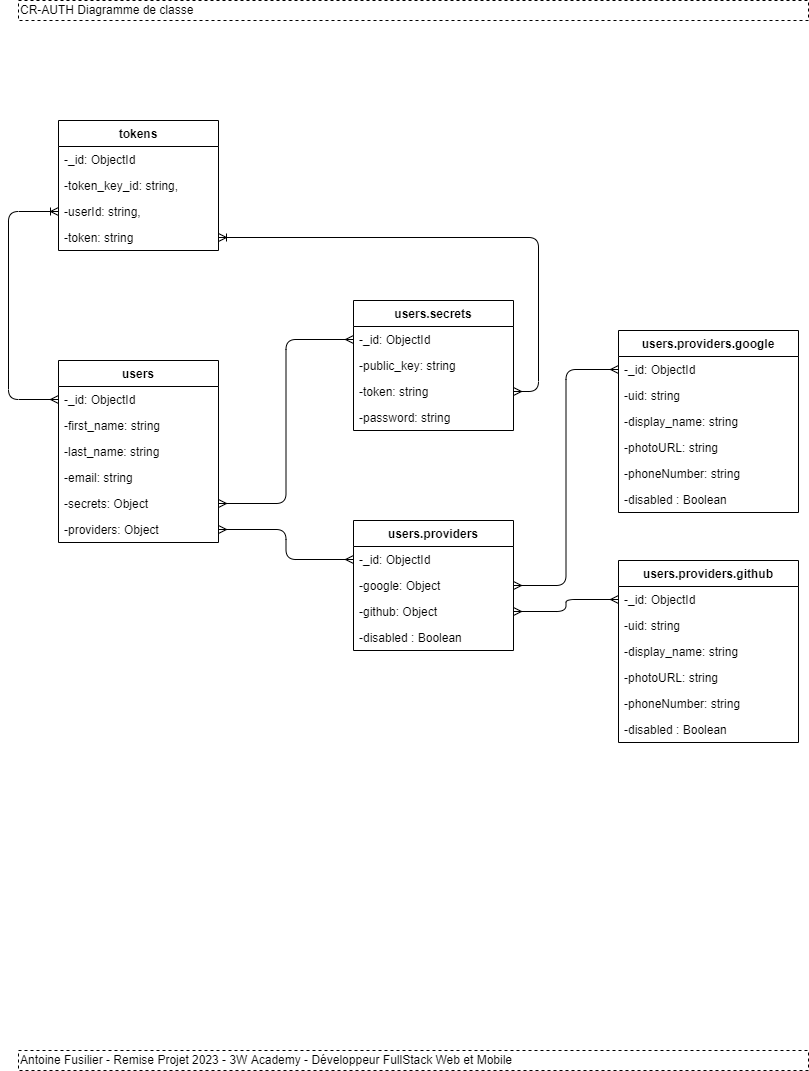 CR-AUTH Diagramme de classe
tokens
-_id: ObjectId
-token_key_id: string,
-userId: string,
-token: string
users.secrets
-_id: ObjectId
-public_key: string
-token: string
-password: string
users.providers.google
-_id: ObjectId
-uid: string
-display_name: string
-photoURL: string
-phoneNumber: string
-disabled : Boolean
users
-_id: ObjectId
-first_name: string
-last_name: string
-email: string
-secrets: Object
-providers: Object
users.providers
-_id: ObjectId
-google: Object
-github: Object
-disabled : Boolean
users.providers.github
-_id: ObjectId
-uid: string
-display_name: string
-photoURL: string
-phoneNumber: string
-disabled : Boolean
Antoine Fusilier - Remise Projet 2023 - 3W Academy - Développeur FullStack Web et Mobile